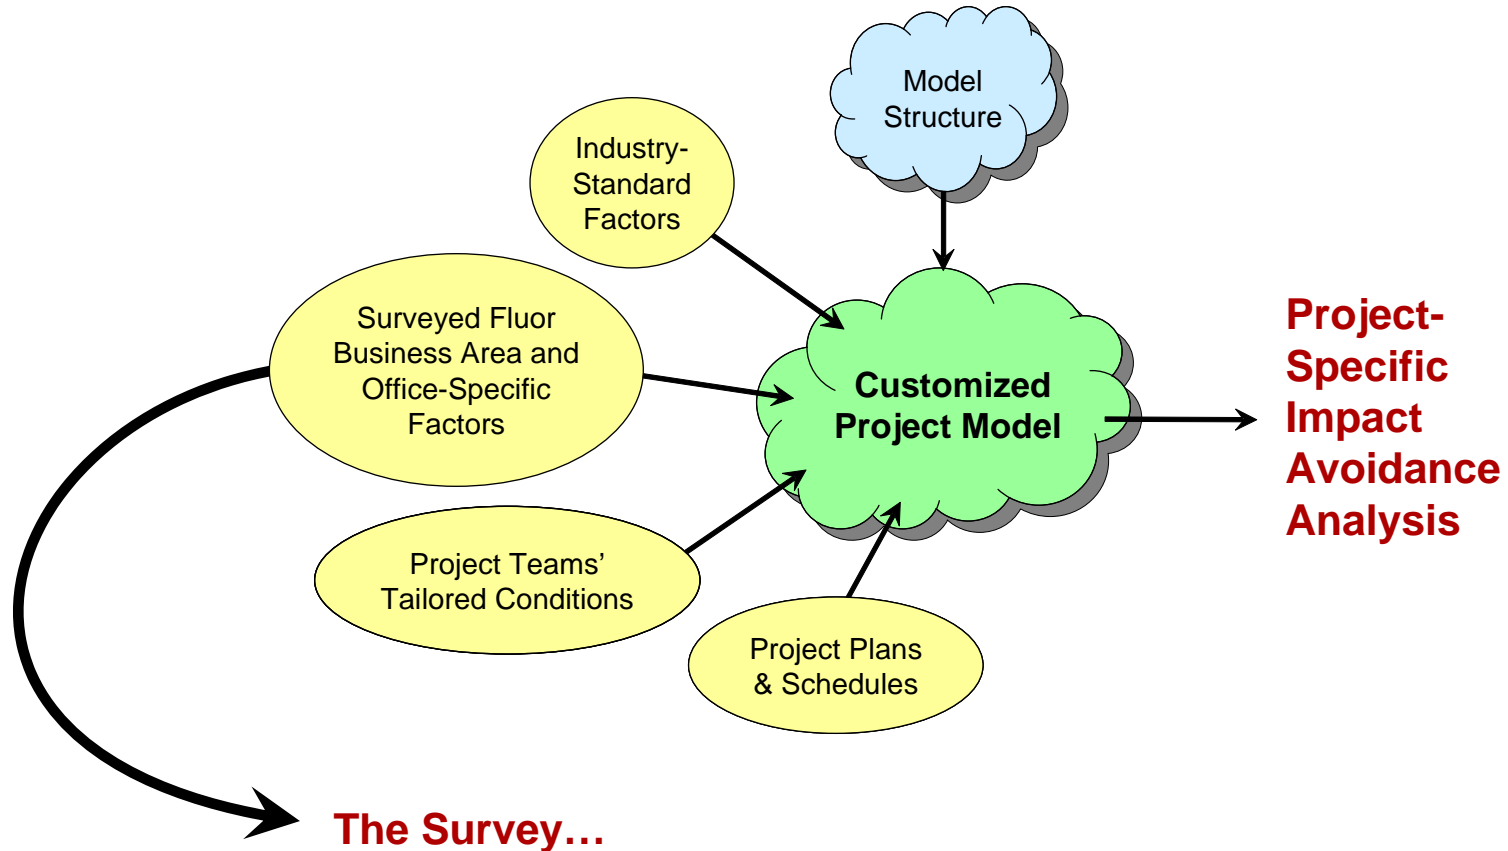 Model
Structure
Industry-
Standard
Factors
Surveyed Fluor
Business Area and
Office-Specific
Factors
Customized
Project Model
Project-
Specific
Impact
Avoidance
Analysis
Project Teams’
Tailored Conditions
Project Plans
& Schedules
The Survey…